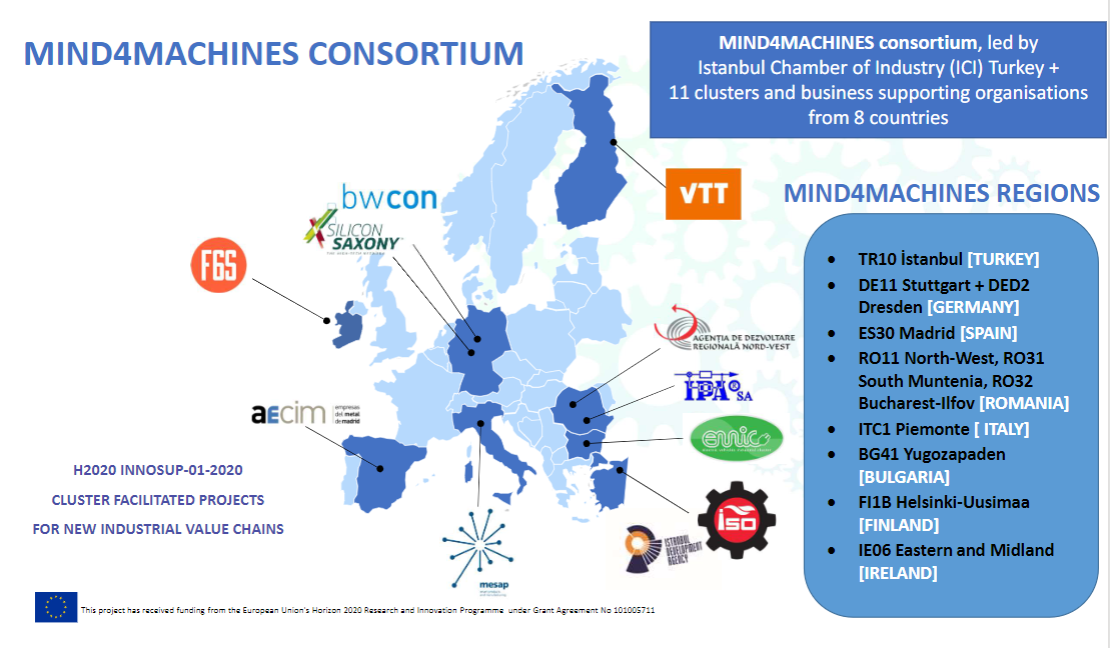 MIND4MACHINES CONSORTIUM
MIND4MACHINES consortium, led by
Istanbul Chamber of Industry (ICI) Turkey +
11 clusters and business supporting organisations
from 8 countries
bwcon
SILICON
SAXONY
F6S
VTT
MIND4MACHINES REGIONS
• TR10 İstanbul [TURKEY]
• DE11 Stuttgart + DED2
Dresden [GERMANY]
• ES30 Madrid [SPAIN]
• RO11 North-West, RO31
South Muntenia, RO32
Bucharest-Ilfov [ROMANIA]
• ITC1 Piemonte [ ITALY]
• BG41 Yugozapaden
[BULGARIA]
• FI1B Helsinki-Uusimaa
[FINLAND]
• IE06 Eastern and Midland
[IRELAND]
AGENȚIA DE DEZVOLTARE
REGIONALĂ NORD-VEST
IPA SA
emic
aecim
empresas
del metal
de madrid
iSO
ISTANBUL
DEVELOPMENT
AGENCY
mesap
H2020 INNOSUP-01-2020
CLUSTER FACILITATED PROJECTS
FOR NEW INDUSTRIAL VALUE CHAINS
This project has received funding from the European Union's Horizon 2020 Research and Innovation Programme under Grant Agreement No 101005711